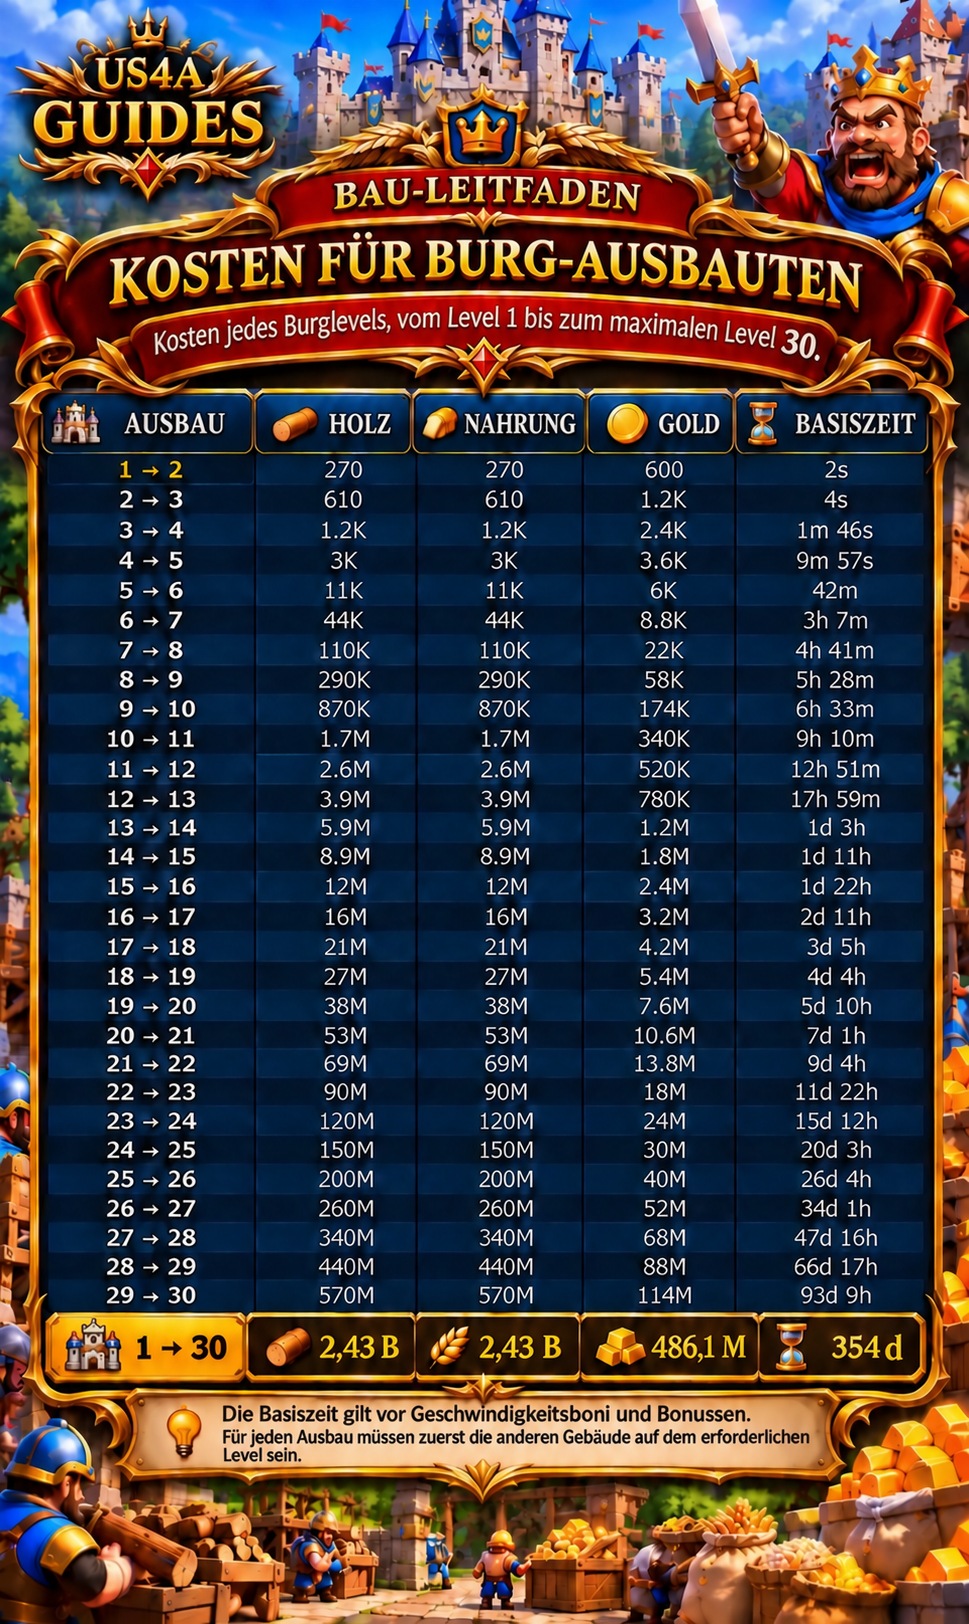 US4A
GUIDES
BAU-LEITFADEN
KOSTEN FÜR BURG-AUSBAUTEN
Kosten jedes Burglevels, vom Level 1 bis zum maximalen Level 30.
AUSBAU HOLZ NAHRUNG GOLD BASISZEIT
1 → 2 270 270 600 2s
2 → 3 610 610 1.2K 4s
3 → 4 1.2K 1.2K 2.4K 1m 46s
4 → 5 3K 3K 3.6K 9m 57s
5 → 6 11K 11K 6K 42m
6 → 7 44K 44K 8.8K 3h 7m
7 → 8 110K 110K 22K 4h 41m
8 → 9 290K 290K 58K 5h 28m
9 → 10 870K 870K 174K 6h 33m
10 → 11 1.7M 1.7M 340K 9h 10m
11 → 12 2.6M 2.6M 520K 12h 51m
12 → 13 3.9M 3.9M 780K 17h 59m
13 → 14 5.9M 5.9M 1.2M 1d 3h
14 → 15 8.9M 8.9M 1.8M 1d 11h
15 → 16 12M 12M 2.4M 1d 22h
16 → 17 16M 16M 3.2M 2d 11h
17 → 18 21M 21M 4.2M 3d 5h
18 → 19 27M 27M 5.4M 4d 4h
19 → 20 38M 38M 7.6M 5d 10h
20 → 21 53M 53M 10.6M 7d 1h
21 → 22 69M 69M 13.8M 9d 4h
22 → 23 90M 90M 18M 11d 22h
23 → 24 120M 120M 24M 15d 12h
24 → 25 150M 150M 30M 20d 3h
25 → 26 200M 200M 40M 26d 4h
26 → 27 260M 260M 52M 34d 1h
27 → 28 340M 340M 68M 47d 16h
28 → 29 440M 440M 88M 66d 17h
29 → 30 570M 570M 114M 93d 9h
1 → 30 2,43 B 2,43 B 486,1 M 354 d
Die Basiszeit gilt vor Geschwindigkeitsboni und Bonussen.
Für jeden Ausbau müssen zuerst die anderen Gebäude auf dem erforderlichen
Level sein.